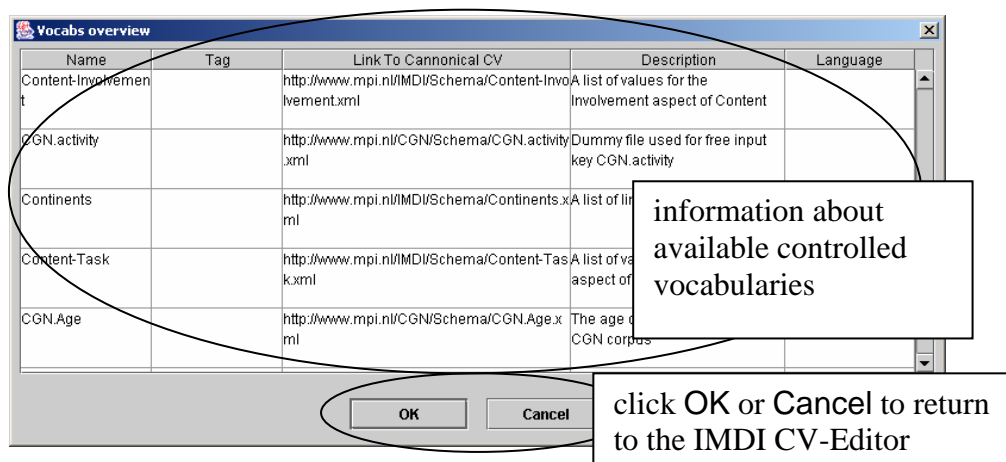 Vocabs overview
Name Tag Link To Cannonical CV Description Language
Content-Involvemen http://www.mpi.nl/IMDI/Schema/Content-Invo A list of values for the
t lvement.xml Involvement aspect of Content
CGN.activity http://www.mpi.nl/CGN/Schema/CGN.activity Dummy file used for free input
.xml key CGN.activity
Continents http://www.mpi.nl/IMDI/Schema/Continents.x A list of
ml
Content-Task http://www.mpi.nl/IMDI/Schema/Content-Tas A list of
k.xml aspect of
CGN.Age http://www.mpi.nl/CGN/Schema/CGN.Age.x The age
ml CGN corpus
information about
available controlled
vocabularies
OK Cancel
click OK or Cancel to return
to the IMDI CV-Editor